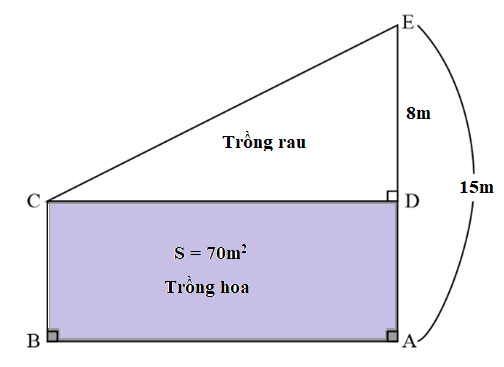 E
8m
Trồng rau
15m
C
D
S = 70m²
Trồng hoa
B
A